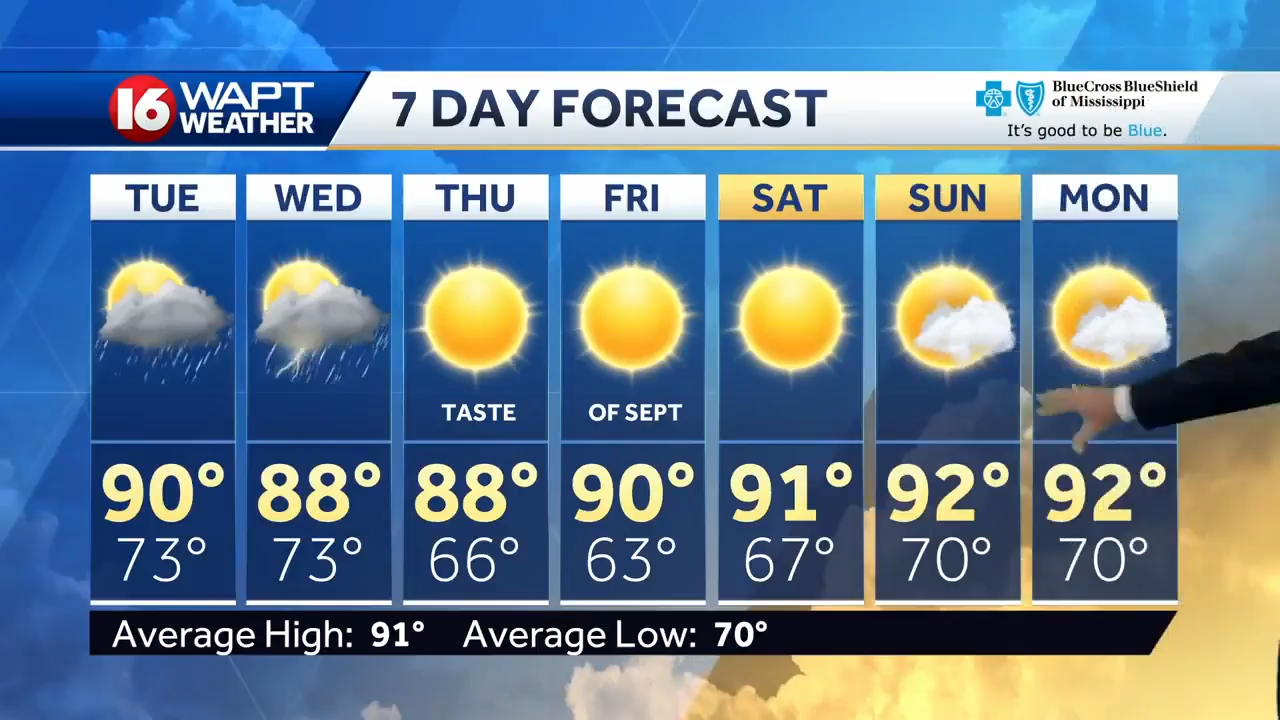 16 WAPT
WEATHER
7 DAY FORECAST
BlueCross BlueShield
of Mississippi
It's good to be Blue.
TUE WED THU FRI SAT SUN MON
TASTE OF SEPT
90° 88° 88° 90° 91° 92° 92°
73° 73° 66° 63° 67° 70° 70°
Average High: 91° Average Low: 70°